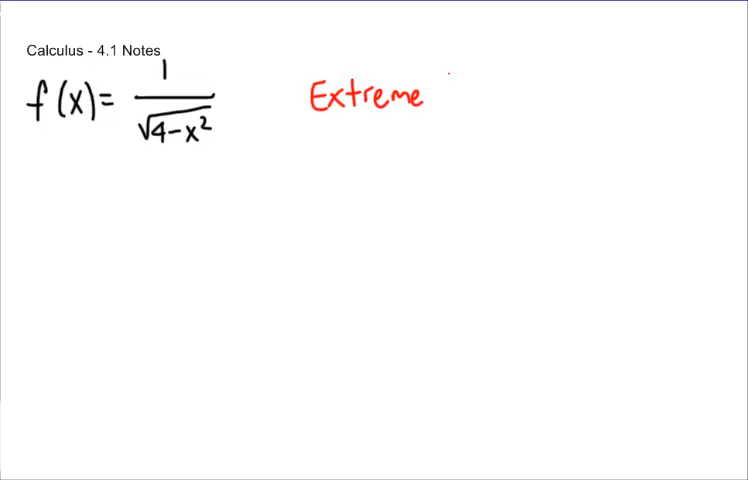 Calculus - 4.1 Notes
f(x) = 1/√(4-x²) Extreme